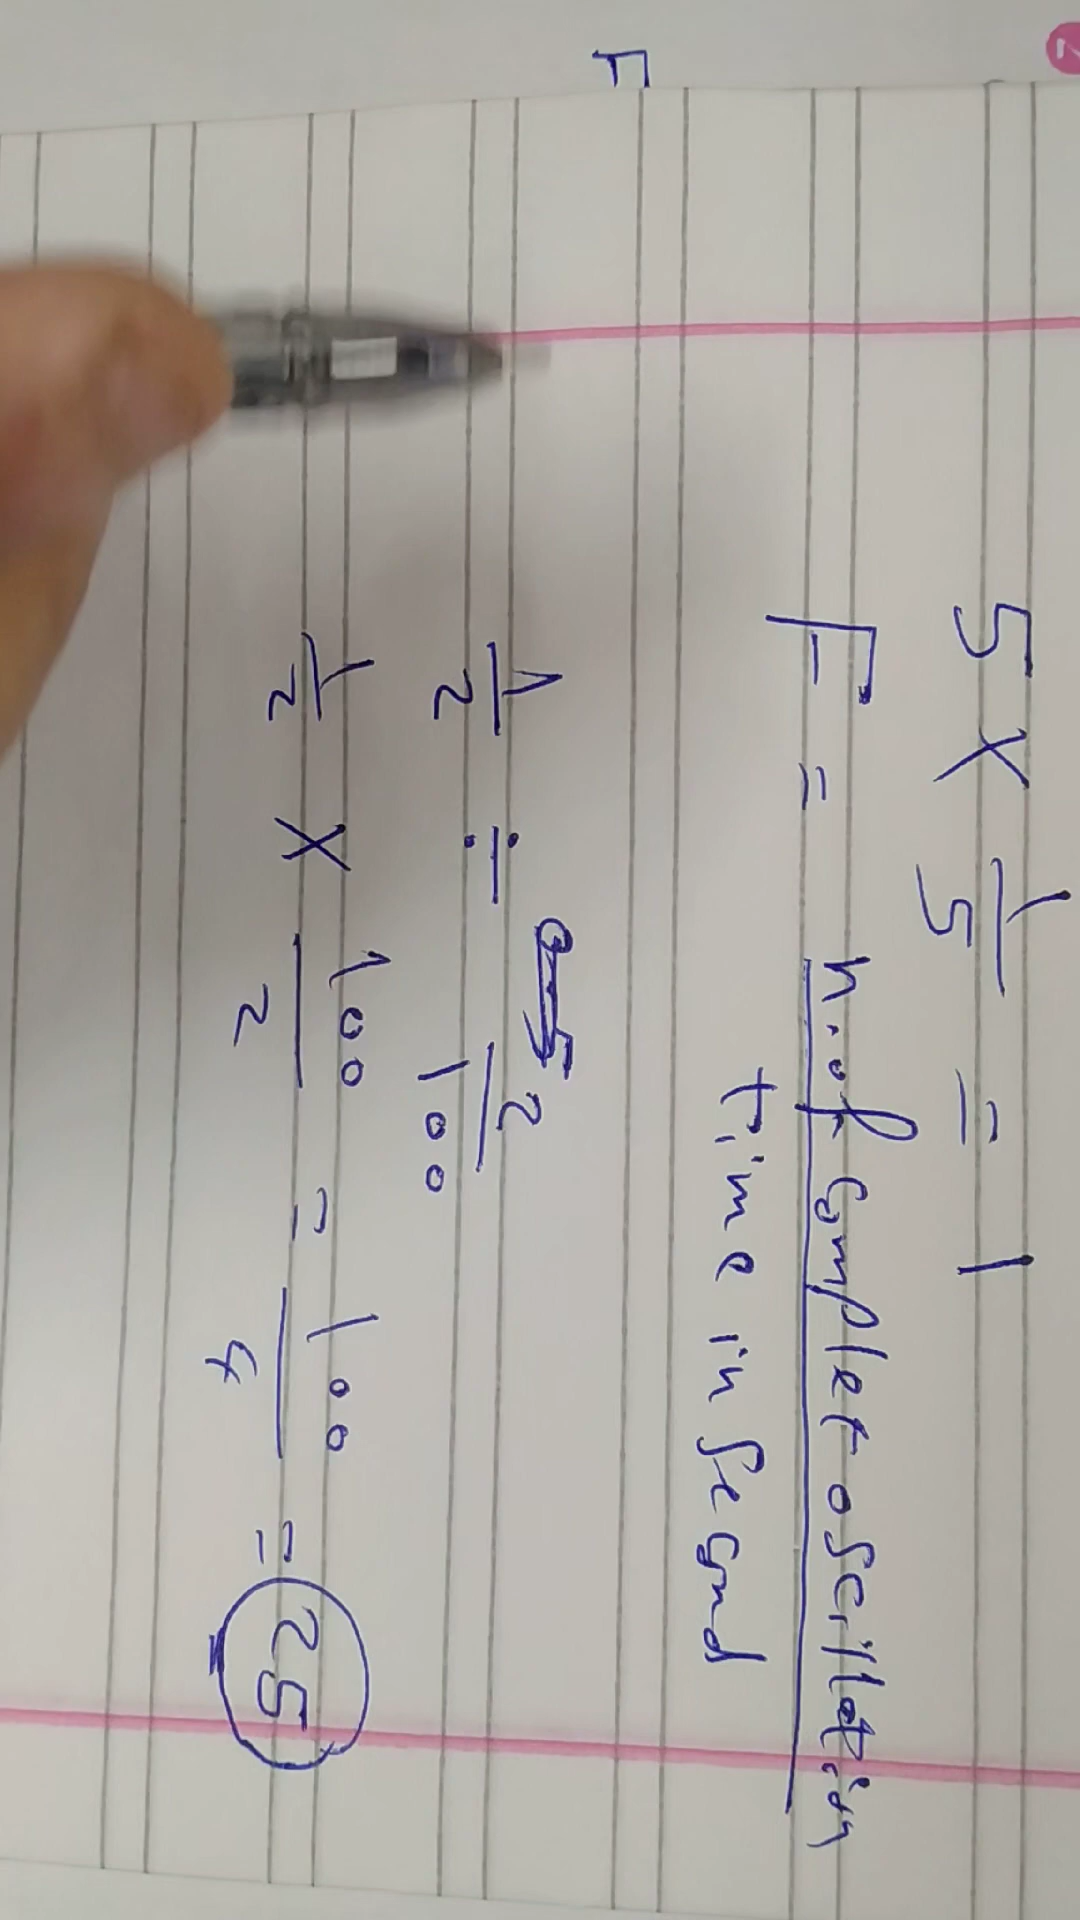 5 X 1/5 = 1
F = n. of Complet oscillation
time in Second
1/2 ÷ 2/100
1/2 X 100/2 = 100/4 = 25
F
7